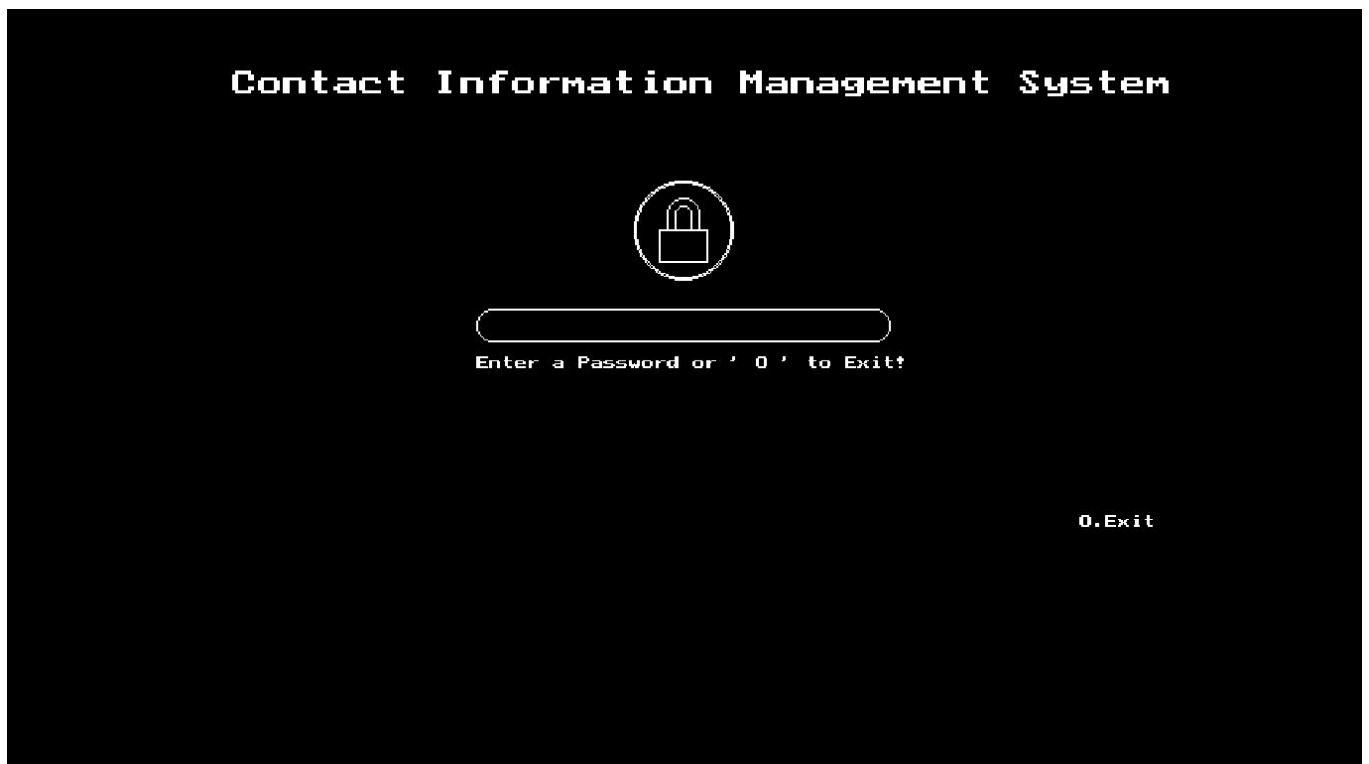 Contact Information Management System
Enter a Password or ' 0 ' to Exit!
0.Exit